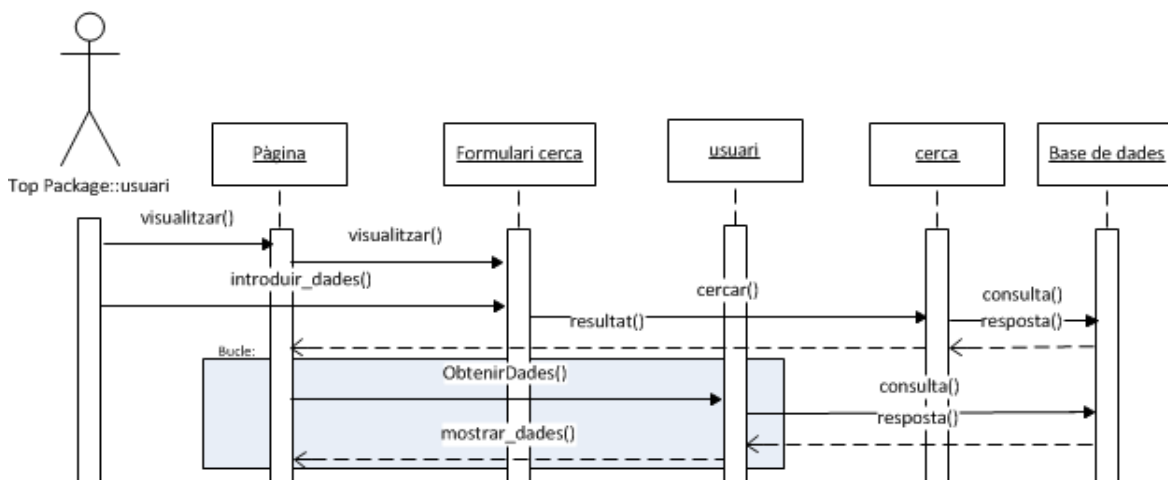 Top Package::usuari
Pàgina
Formulari cerca
usuari
cerca
Base de dades
visualitzar()
visualitzar()
introduir_dades()
cercar()
consulta()
resultat()
resposta()
Bucle:
ObtenirDades()
consulta()
resposta()
mostrar_dades()